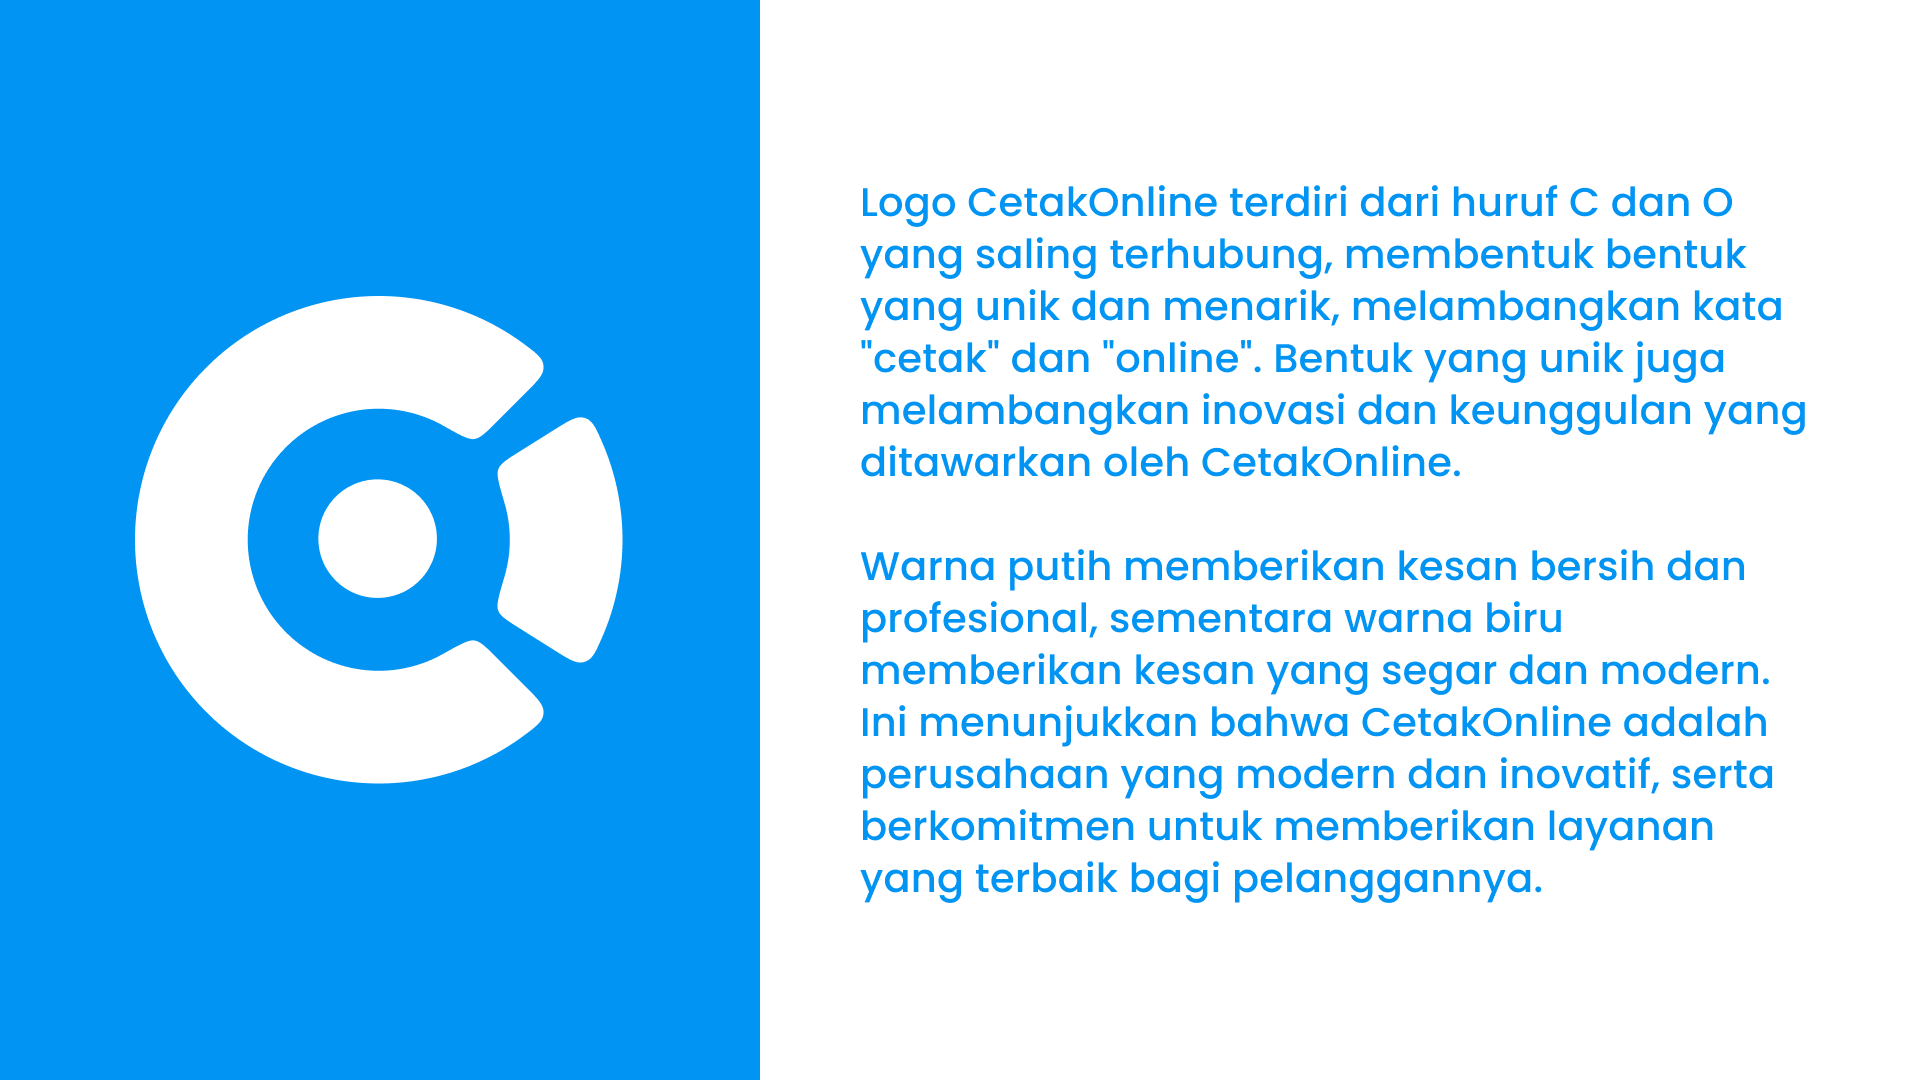 Logo CetakOnline terdiri dari huruf C dan O
yang saling terhubung, membentuk bentuk
yang unik dan menarik, melambangkan kata
"cetak" dan "online". Bentuk yang unik juga
melambangkan inovasi dan keunggulan yang
ditawarkan oleh CetakOnline.
Warna putih memberikan kesan bersih dan
profesional, sementara warna biru
memberikan kesan yang segar dan modern.
Ini menunjukkan bahwa CetakOnline adalah
perusahaan yang modern dan inovatif, serta
berkomitmen untuk memberikan layanan
yang terbaik bagi pelanggannya.